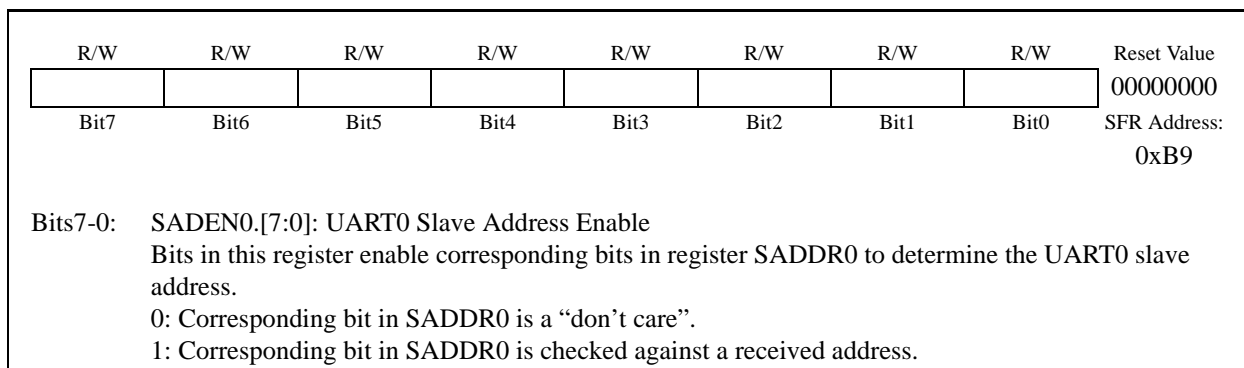 R/W R/W R/W R/W R/W R/W R/W R/W Reset Value
00000000
Bit7 Bit6 Bit5 Bit4 Bit3 Bit2 Bit1 Bit0 SFR Address:
0xB9
Bits7-0: SADEN0.[7:0]: UART0 Slave Address Enable
Bits in this register enable corresponding bits in register SADDR0 to determine the UART0 slave
address.
0: Corresponding bit in SADDR0 is a “don’t care”.
1: Corresponding bit in SADDR0 is checked against a received address.